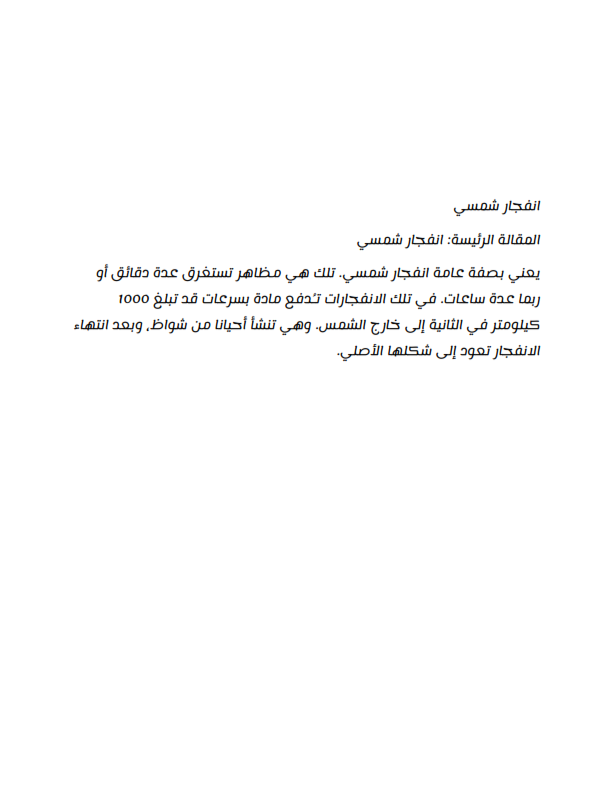 انفجار شمسي
المقالة الرئيسة: انفجار شمسي
يعني بصفة عامة انفجار شمسي. تلك هي مظاهر تستغرق عدة دقائق أو
ربما عدة ساعات. في تلك الانفجارات تـُدفع مادة بسرعات قد تبلغ 1000
كيلومتر في الثانية إلى خارج الشمس. وهي تنشأ أحيانا من شواظ، وبعد انتهاء
الانفجار تعود إلى شكلها الأصلي.